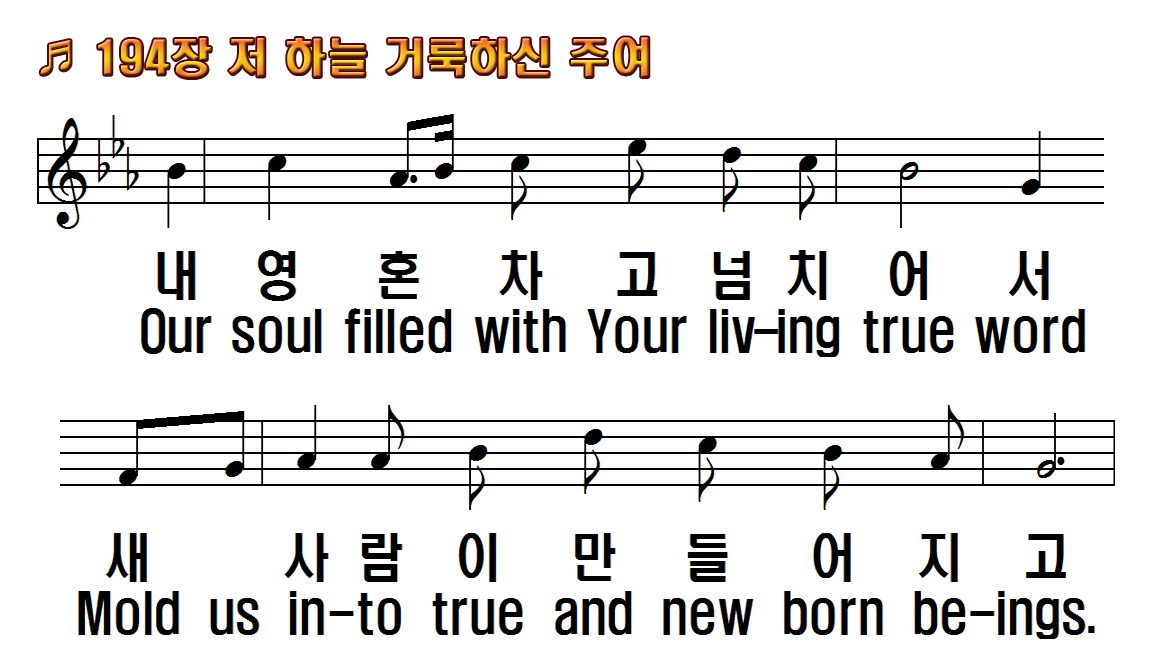 194장 저 하늘 거룩하신 주여
내 영 혼 차 고 넘 치 어 서
Our soul filled with Your liv-ing true word
새 사 람 이 만 들 어 지 고
Mold us in-to true and new born be-ings.